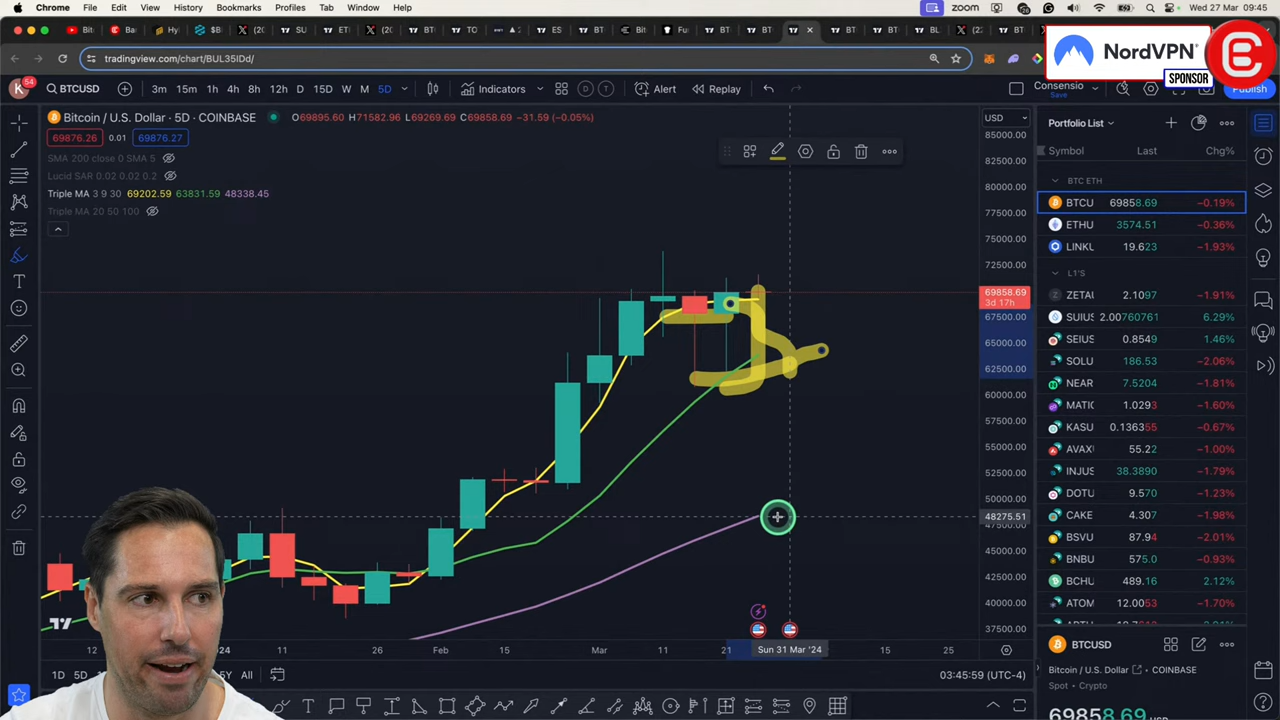 Chrome File Edit View History Bookmarks Profiles Tab Window Help zoom Wed 27 Mar 09:45
tradingview.com/chart/BUL35IDd/
NordVPN®
SPONSOR
K 54 BTCUSD 3m 15m 1h 4h 8h 12h D 15D W M 5D Indicators Alert Replay Consensio Save Publish
Bitcoin / U.S. Dollar · 5D · COINBASE O69895.60 H71582.96 L69269.69 C69858.69 −31.59 (−0.05%)
69876.26 0.01 69876.27
SMA 200 close 0 SMA 5
Lucid SAR 0.02 0.02 0.2
Triple MA 3 9 30 69202.59 63831.59 48338.45
Triple MA 20 50 100
USD
85000.00
82500.00
80000.00
77500.00
75000.00
72500.00
69858.69
3d 17h
67500.00
65000.00
62500.00
60000.00
57500.00
55000.00
52500.00
50000.00
48275.51
47500.00
45000.00
42500.00
40000.00
37500.00
12 24 26 Feb 15 Mar 11 21 Sun 31 Mar '24 15 25
1D 5D 5Y All 03:45:59 (UTC-4)
Portfolio List
Symbol Last Chg%
BTC ETH
BTCU 69858.69 −0.19%
ETHU 3574.51 −0.36%
LINKU 19.623 −1.93%
L1'S
ZETAU 2.1097 −1.91%
SUIUS 2.00760761 6.29%
SEIUS 0.8549 1.46%
SOLU 186.53 −2.06%
NEAR 7.5204 −1.81%
MATIC 1.0293 −1.60%
KASU 0.136355 −0.67%
AVAX 55.22 −1.00%
INJUS 38.3890 −1.79%
DOTU 9.570 −1.23%
CAKE 4.307 −1.98%
BSVU 87.94 −2.01%
BNBU 575.0 −0.93%
BCHU 489.16 2.12%
ATOM 12.0053 −1.70%
BTCUSD
Bitcoin / U.S. Dollar · COINBASE
Spot · Crypto
69858.69